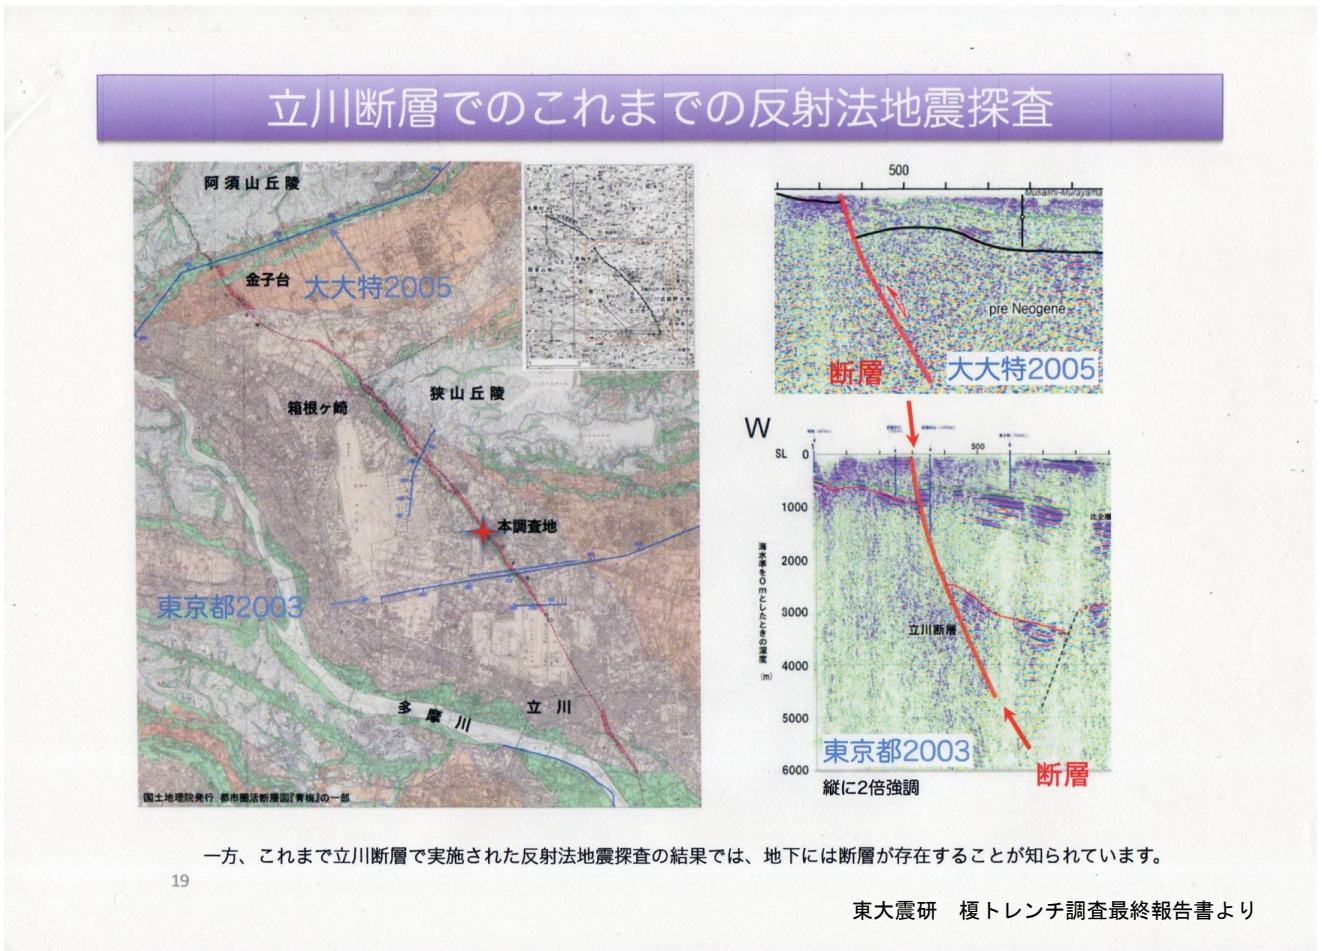 立川断層でのこれまでの反射法地震探査
阿須山丘陵
金子台
大大特2005
箱根ヶ崎
狭山丘陵
本調査地
東京都2003
多摩川
立川
国土地理院発行 都市圏活断層図『青梅』の一部
500
Musashi-Murayama
pre Neogene
断層
大大特2005
W
SL 0
500
1000
2000
3000
4000
5000
6000
海水準を0mとしたときの深度
(m)
立川断層
東京都2003
断層
縦に2倍強調
一方、これまで立川断層で実施された反射法地震探査の結果では、地下には断層が存在することが知られています。
19
東大震研 榎トレンチ調査最終報告書より